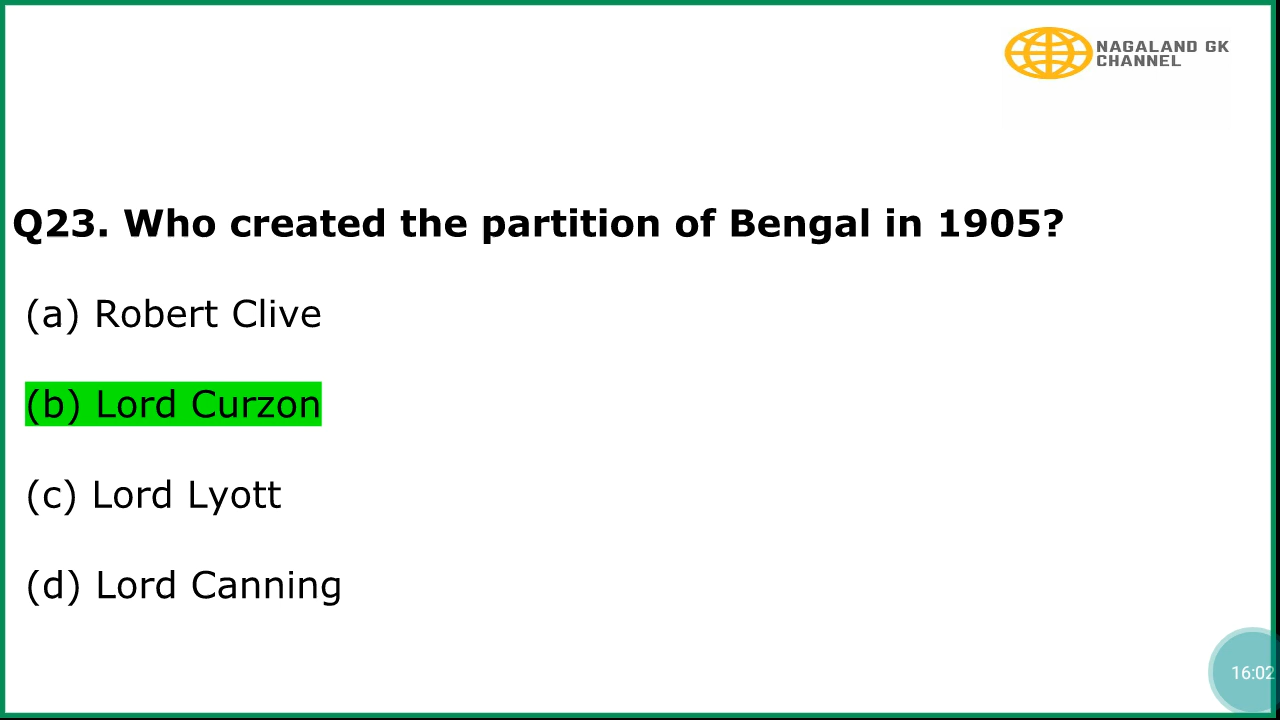 NAGALAND GK
CHANNEL
Q23. Who created the partition of Bengal in 1905?
(a) Robert Clive
(b) Lord Curzon
(c) Lord Lyott
(d) Lord Canning
16:02